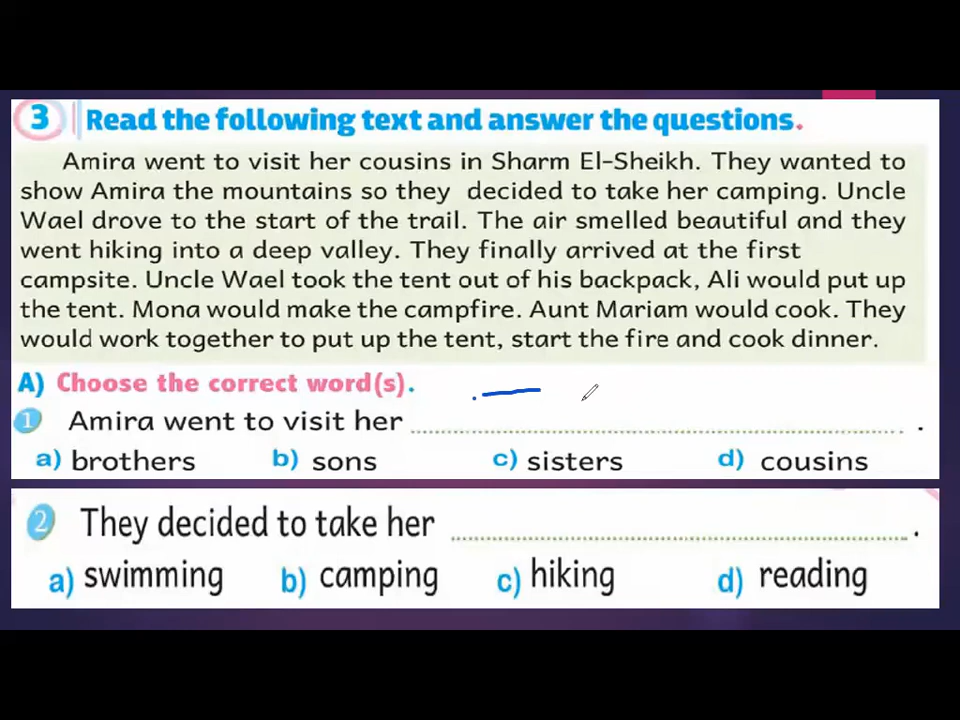 3 Read the following text and answer the questions.
Amira went to visit her cousins in Sharm El-Sheikh. They wanted to
show Amira the mountains so they decided to take her camping. Uncle
Wael drove to the start of the trail. The air smelled beautiful and they
went hiking into a deep valley. They finally arrived at the first
campsite. Uncle Wael took the tent out of his backpack, Ali would put up
the tent. Mona would make the campfire. Aunt Mariam would cook. They
would work together to put up the tent, start the fire and cook dinner.
A) Choose the correct word(s).
1 Amira went to visit her .
a) brothers b) sons c) sisters d) cousins
2 They decided to take her .
a) swimming b) camping c) hiking d) reading